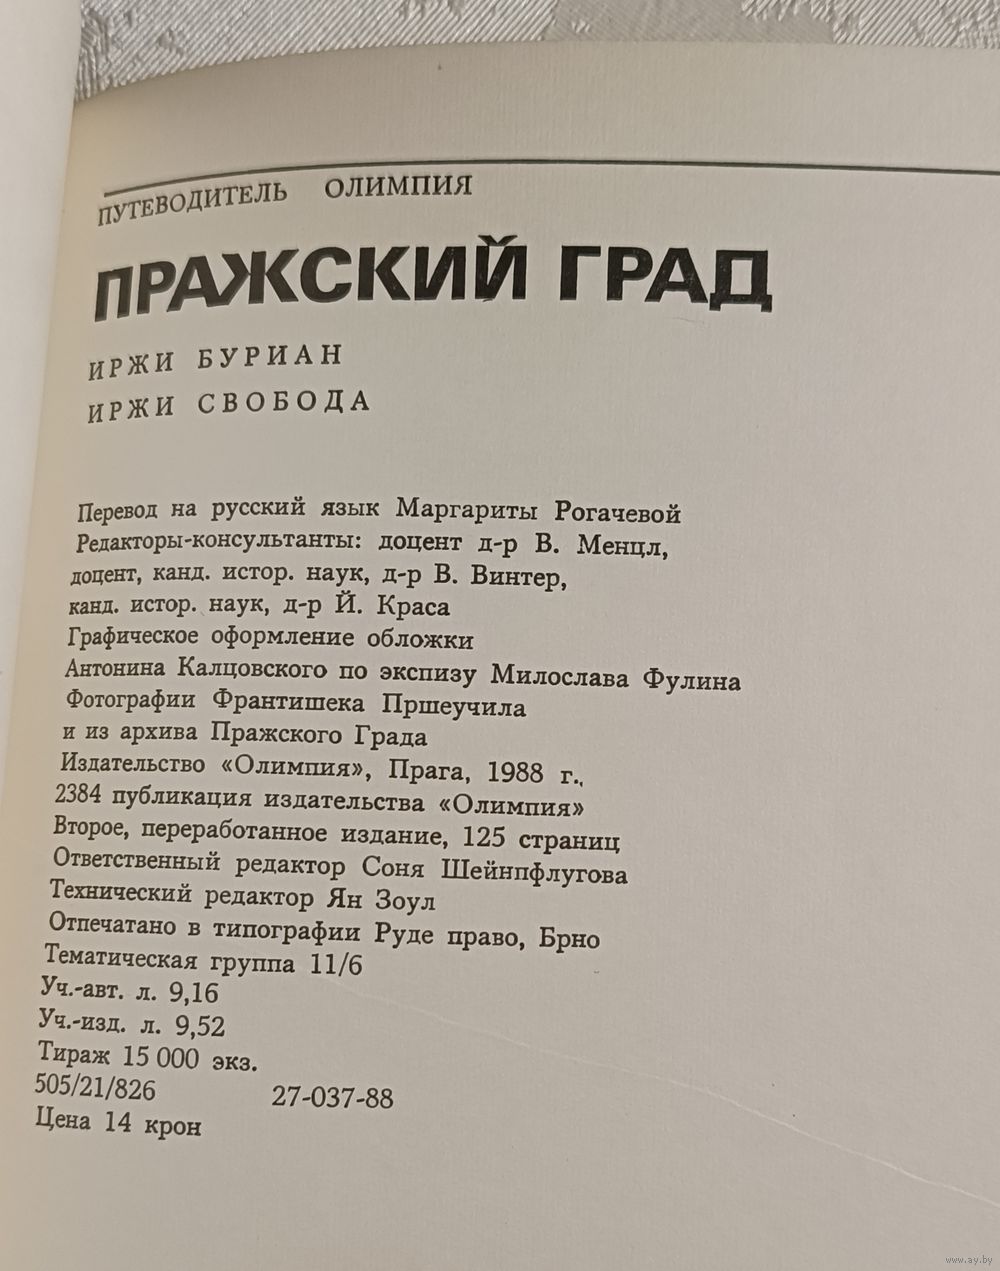 ПУТЕВОДИТЕЛЬ ОЛИМПИЯ
ПРАЖСКИЙ ГРАД
ИРЖИ БУРИАН
ИРЖИ СВОБОДА
Перевод на русский язык Маргариты Рогачевой
Редакторы-консультанты: доцент д-р В. Менцл,
доцент, канд. истор. наук, д-р В. Винтер,
канд. истор. наук, д-р Й. Краса
Графическое оформление обложки
Антонина Калцовского по экспизу Милослава Фулина
Фотографии Франтишека Пршеучила
и из архива Пражского Града
Издательство «Олимпия», Прага, 1988 г.,
2384 публикация издательства «Олимпия»
Второе, переработанное издание, 125 страниц
Ответственный редактор Соня Шейнпфлугова
Технический редактор Ян Зоул
Отпечатано в типографии Руде право, Брно
Тематическая группа 11/6
Уч.-авт. л. 9,16
Уч.-изд. л. 9,52
Тираж 15 000 экз.
505/21/826 27-037-88
Цена 14 крон
www.ay.by